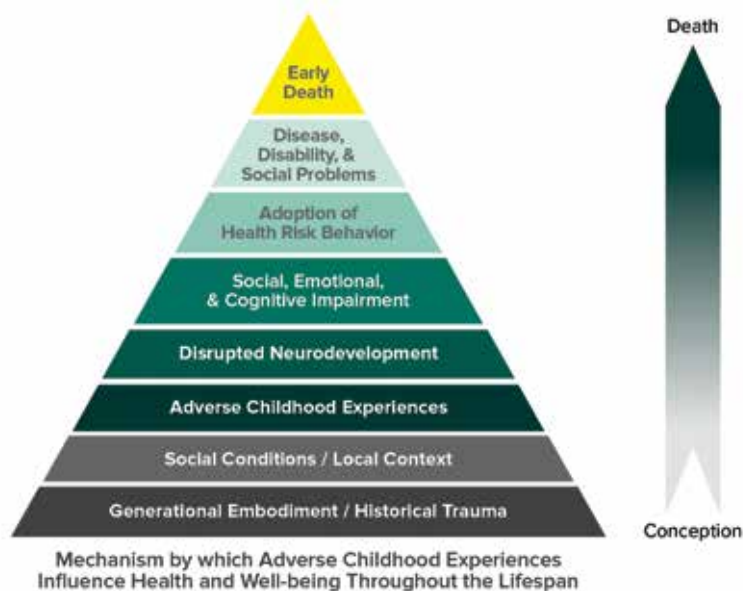 Death
Early
Death
Disease,
Disability, &
Social Problems
Adoption of
Health Risk Behavior
Social, Emotional,
& Cognitive Impairment
Disrupted Neurodevelopment
Adverse Childhood Experiences
Social Conditions / Local Context
Generational Embodiment / Historical Trauma
Conception
Mechanism by which Adverse Childhood Experiences
Influence Health and Well-being Throughout the Lifespan